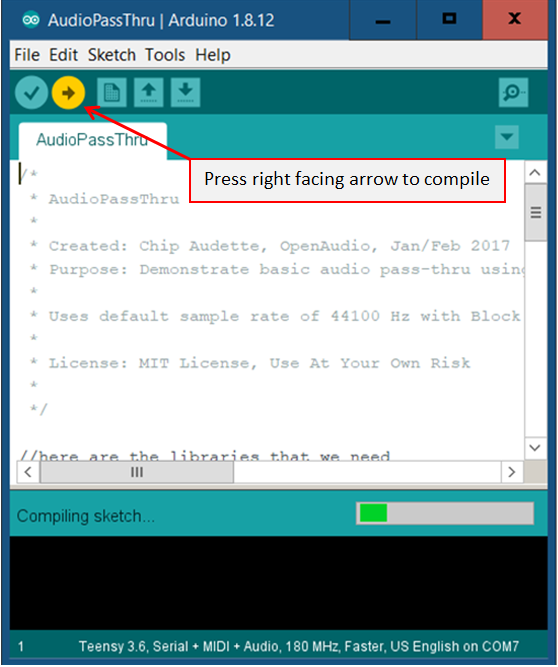 AudioPassThru | Arduino 1.8.12
File Edit Sketch Tools Help
AudioPassThru
Press right facing arrow to compile
/*
* AudioPassThru
*
* Created: Chip Audette, OpenAudio, Jan/Feb 2017
* Purpose: Demonstrate basic audio pass-thru using
*
* Uses default sample rate of 44100 Hz with Block
*
* License: MIT License, Use At Your Own Risk
*
*/
//here are the libraries that we need
Compiling sketch...
1 Teensy 3.6, Serial + MIDI + Audio, 180 MHz, Faster, US English on COM7